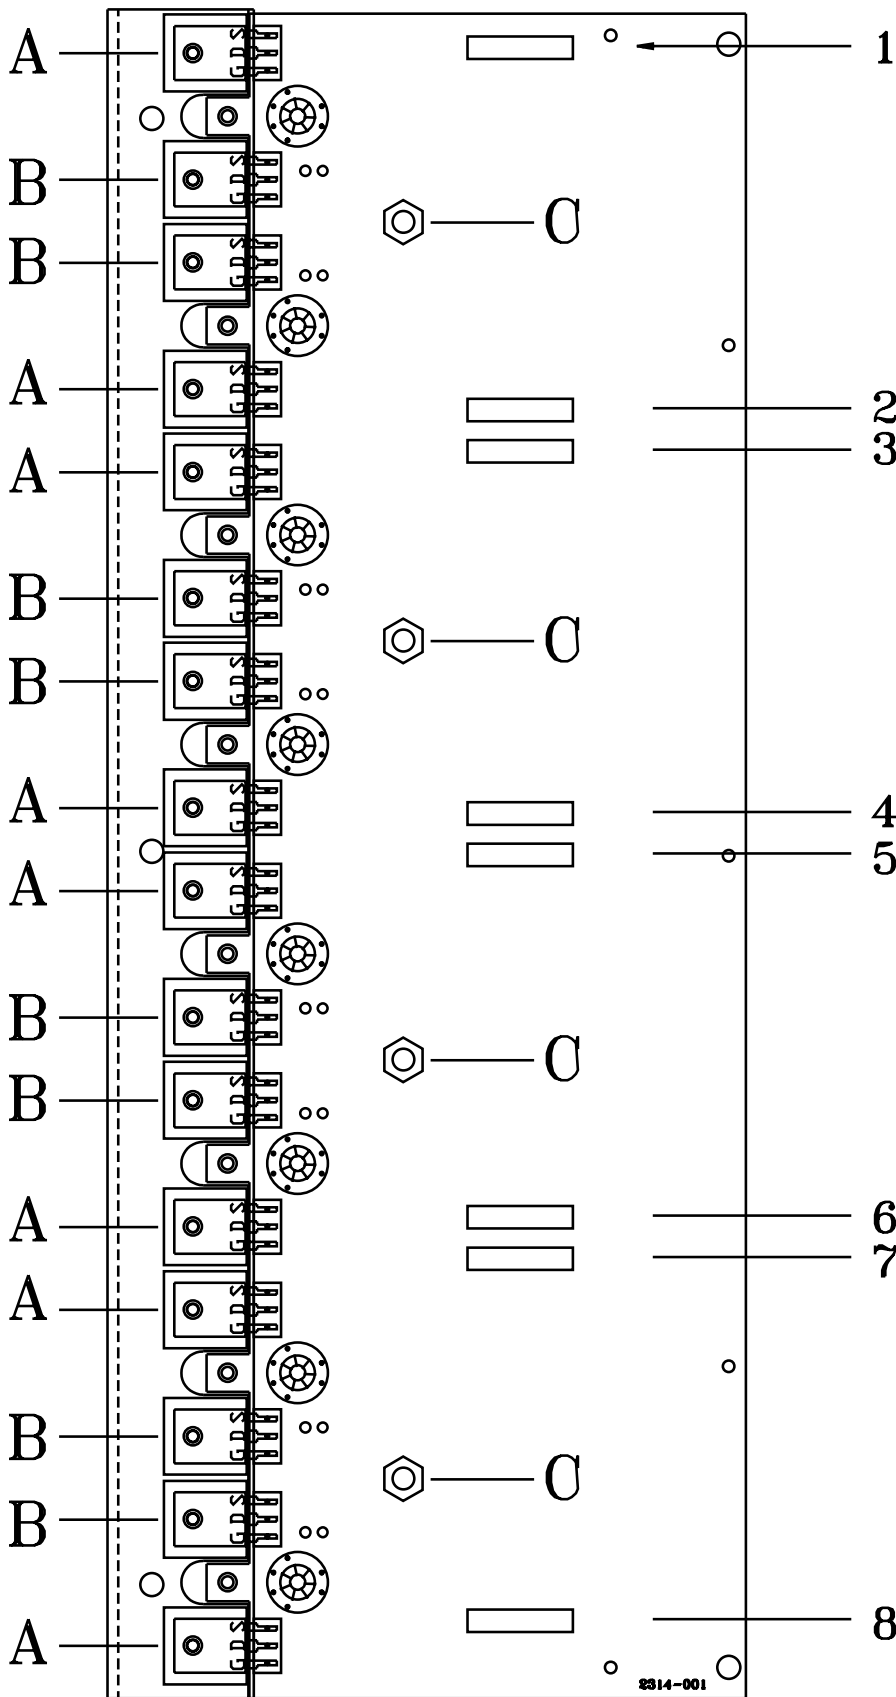 A S D G 1
B S D G
C
B S D G
A S D G 2
A S D G 3
B S D G
C
B S D G
A S D G 4
A S D G 5
B S D G
C
B S D G
A S D G 6
A S D G 7
B S D G
C
B S D G
A S D G 8
2314-001